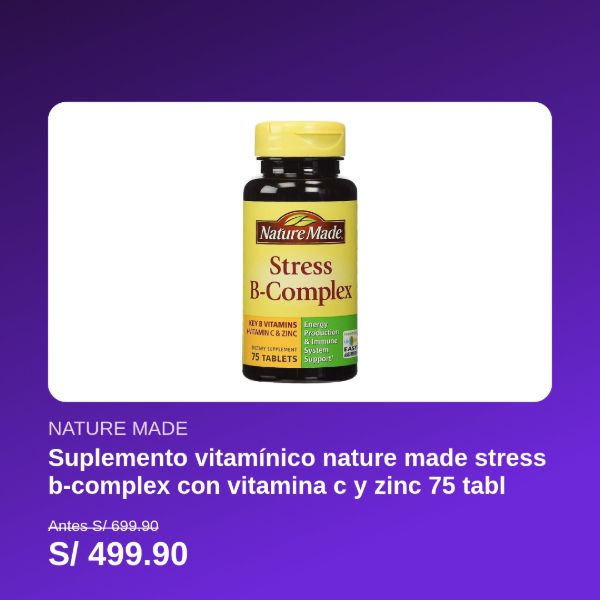 Nature Made
Stress
B-Complex
KEY B VITAMINS
+VITAMIN C & ZINC
DIETARY SUPPLEMENT
75 TABLETS
Energy
Production
& Immune
System
Support†
NATURE MADE
Suplemento vitamínico nature made stress
b-complex con vitamina c y zinc 75 tabl
Antes S/ 699.90
S/ 499.90